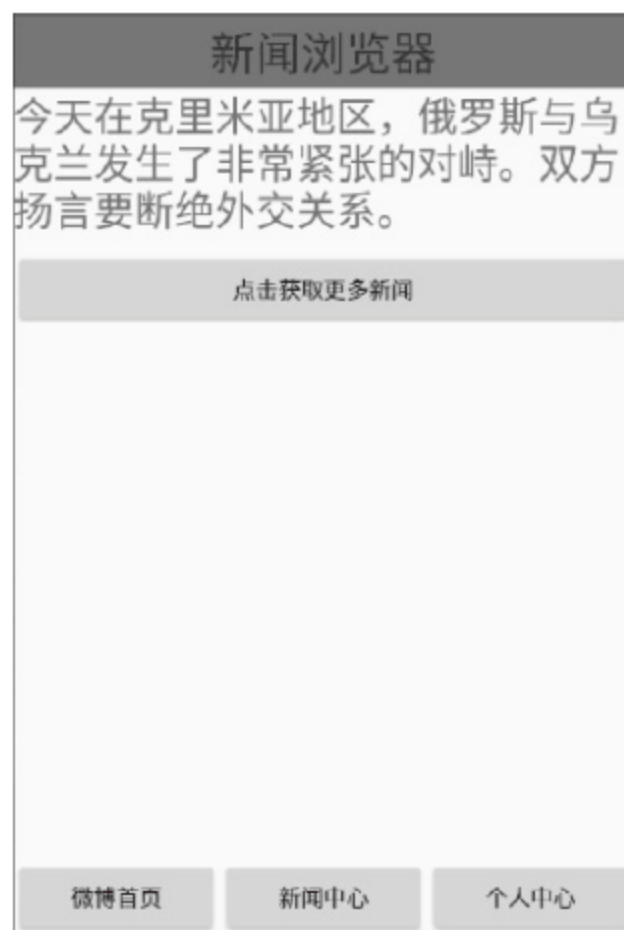 新闻浏览器
今天在克里米亚地区，俄罗斯与乌
克兰发生了非常紧张的对峙。双方
扬言要断绝外交关系。
点击获取更多新闻
微博首页
新闻中心
个人中心